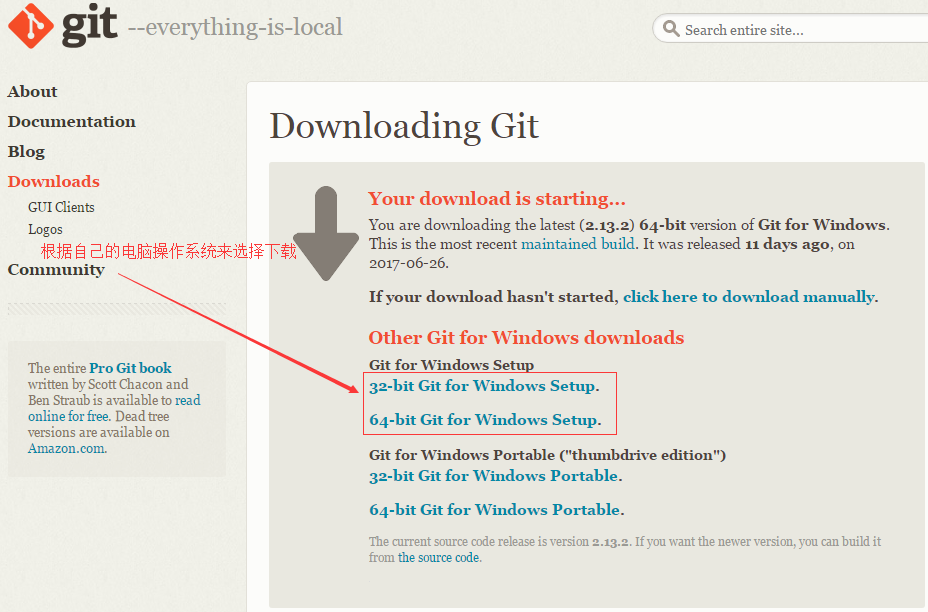 git --everything-is-local
Search entire site...
About
Documentation
Blog
Downloads
GUI Clients
Logos
根据自己的电脑操作系统来选择下载
Community
The entire Pro Git book
written by Scott Chacon and
Ben Straub is available to read
online for free. Dead tree
versions are available on
Amazon.com.
Downloading Git
Your download is starting...
You are downloading the latest (2.13.2) 64-bit version of Git for Windows.
This is the most recent maintained build. It was released 11 days ago, on
2017-06-26.
If your download hasn't started, click here to download manually.
Other Git for Windows downloads
Git for Windows Setup
32-bit Git for Windows Setup.
64-bit Git for Windows Setup.
Git for Windows Portable ("thumbdrive edition")
32-bit Git for Windows Portable.
64-bit Git for Windows Portable.
The current source code release is version 2.13.2. If you want the newer version, you can build it
from the source code.